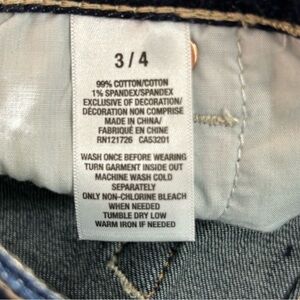 3 / 4
99% COTTON/COTON
1% SPANDEX/SPANDEX
EXCLUSIVE OF DECORATION/
DÉCORATION NON COMPRISE
MADE IN CHINA/
FABRIQUÉ EN CHINE
RN121726 CA53201
WASH ONCE BEFORE WEARING
TURN GARMENT INSIDE OUT
MACHINE WASH COLD
SEPARATELY
ONLY NON-CHLORINE BLEACH
WHEN NEEDED
TUMBLE DRY LOW
WARM IRON IF NEEDED